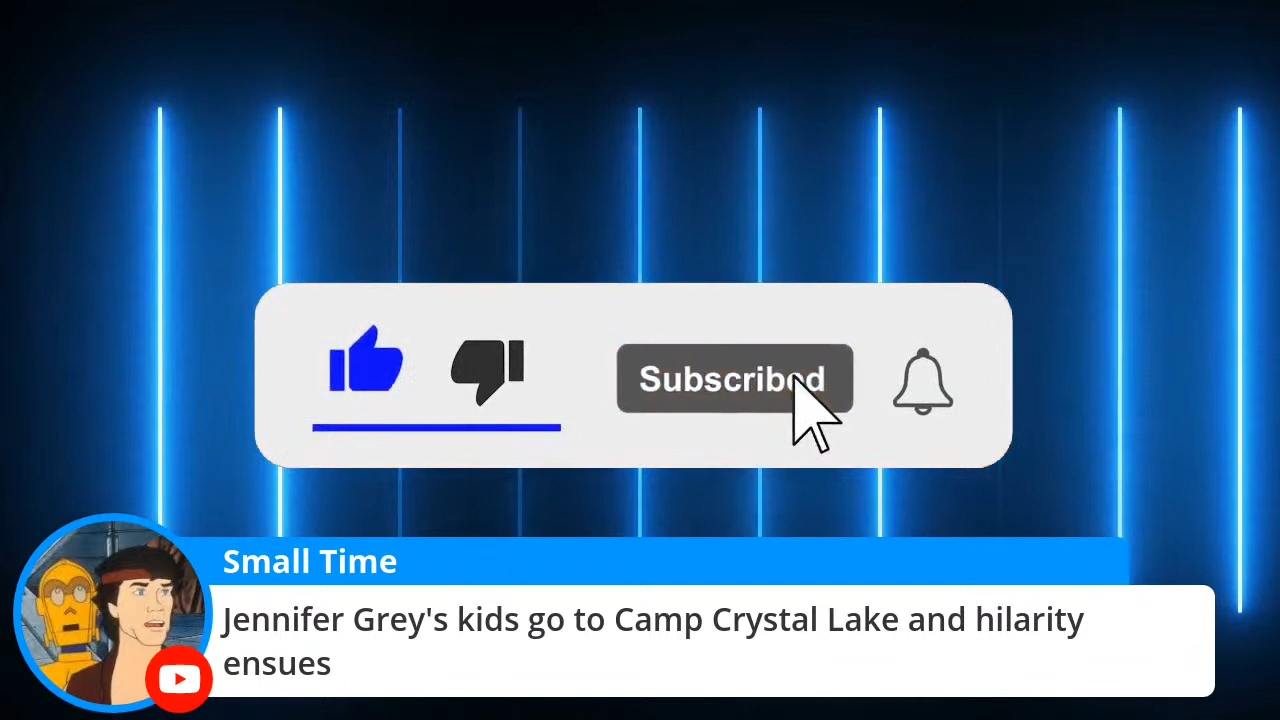 Subscribed
Small Time
Jennifer Grey's kids go to Camp Crystal Lake and hilarity
ensues